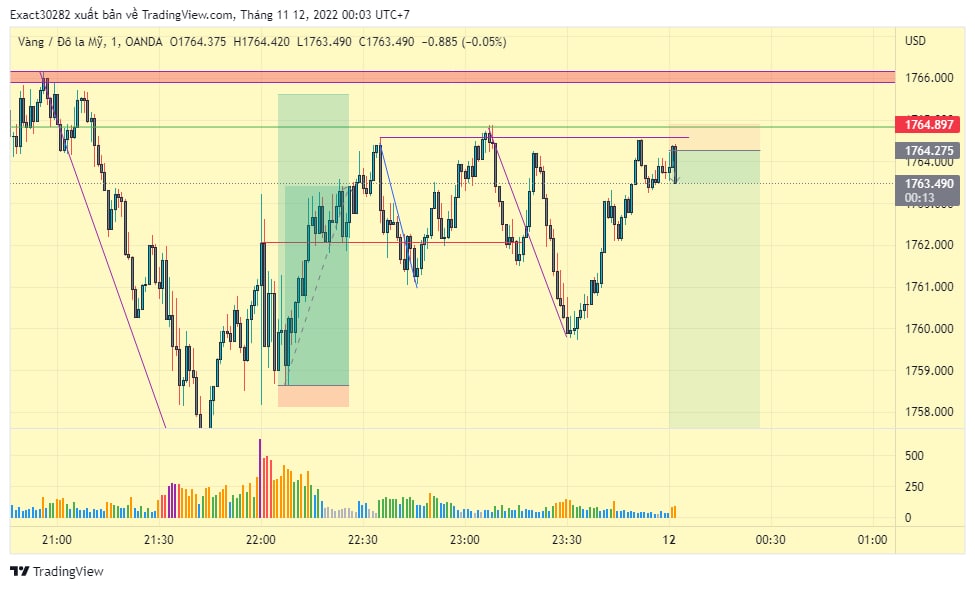 Exact30282 xuất bản về TradingView.com, Tháng 11 12, 2022 00:03 UTC+7
Vàng / Đô la Mỹ, 1, OANDA O1764.375 H1764.420 L1763.490 C1763.490 −0.885 (−0.05%)
USD
1766.000
1764.897
1764.275
1764.000
1763.490
00:13
1762.000
1761.000
1760.000
1759.000
1758.000
500
250
0
21:00 21:30 22:00 22:30 23:00 23:30 12 00:30 01:00
TradingView